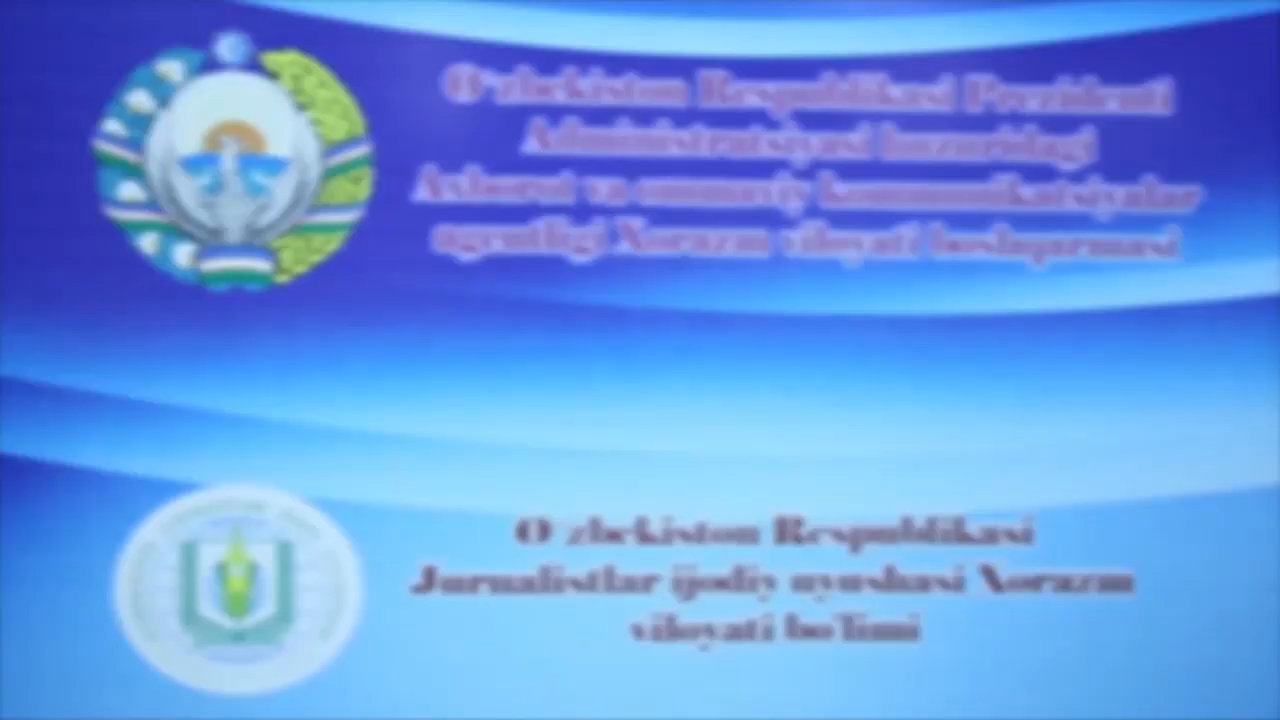 O'zbekiston Respublikasi Prezidenti
Administratsiyasi huzuridagi
Axborot va ommaviy kommunikatsiyalar
agentligi Xorazm viloyati boshqarmasi
O'zbekiston Respublikasi
Jurnalistlar ijodiy uyushasi Xorazm
viloyati bo'limi